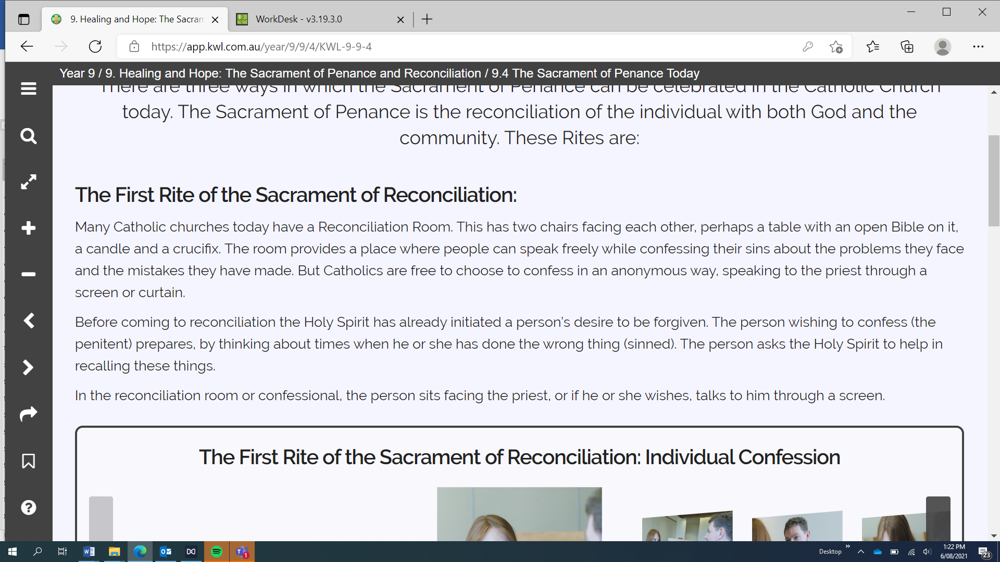 9. Healing and Hope: The Sacram
WorkDesk - v3.19.3.0
https://app.kwl.com.au/year/9/9/4/KWL-9-9-4
Year 9 / 9. Healing and Hope: The Sacrament of Penance and Reconciliation / 9.4 The Sacrament of Penance Today
There are three ways in which the Sacrament of Penance can be celebrated in the Catholic Church
today. The Sacrament of Penance is the reconciliation of the individual with both God and the
community. These Rites are:
The First Rite of the Sacrament of Reconciliation:
Many Catholic churches today have a Reconciliation Room. This has two chairs facing each other, perhaps a table with an open Bible on it,
a candle and a crucifix. The room provides a place where people can speak freely while confessing their sins about the problems they face
and the mistakes they have made. But Catholics are free to choose to confess in an anonymous way, speaking to the priest through a
screen or curtain.
Before coming to reconciliation the Holy Spirit has already initiated a person’s desire to be forgiven. The person wishing to confess (the
penitent) prepares, by thinking about times when he or she has done the wrong thing (sinned). The person asks the Holy Spirit to help in
recalling these things.
In the reconciliation room or confessional, the person sits facing the priest, or if he or she wishes, talks to him through a screen.
The First Rite of the Sacrament of Reconciliation: Individual Confession
Desktop
1:22 PM
6/08/2021
23
1